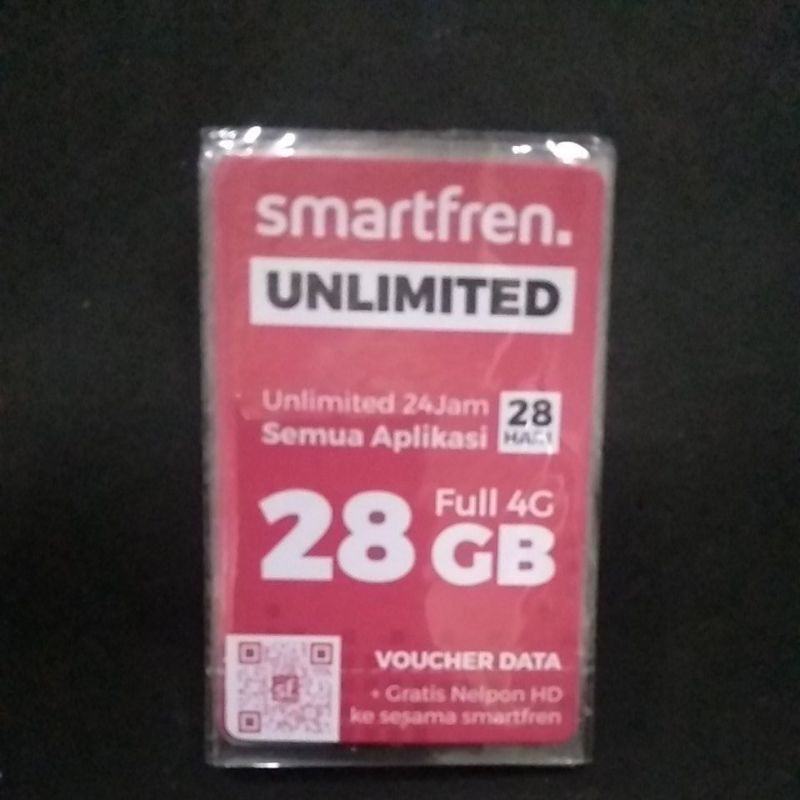 smartfren.
UNLIMITED
Unlimited 24Jam
Semua Aplikasi
28
HARI
28
Full 4G
GB
VOUCHER DATA
+ Gratis Nelpon HD
ke sesama smartfren
sf.